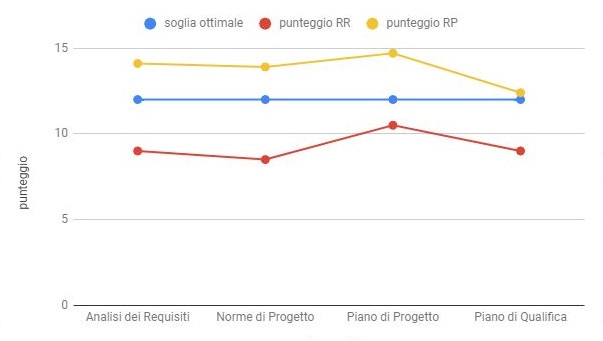 soglia ottimale punteggio RR punteggio RP
15
10
5
0
punteggio
Analisi dei Requisiti Norme di Progetto Piano di Progetto Piano di Qualifica